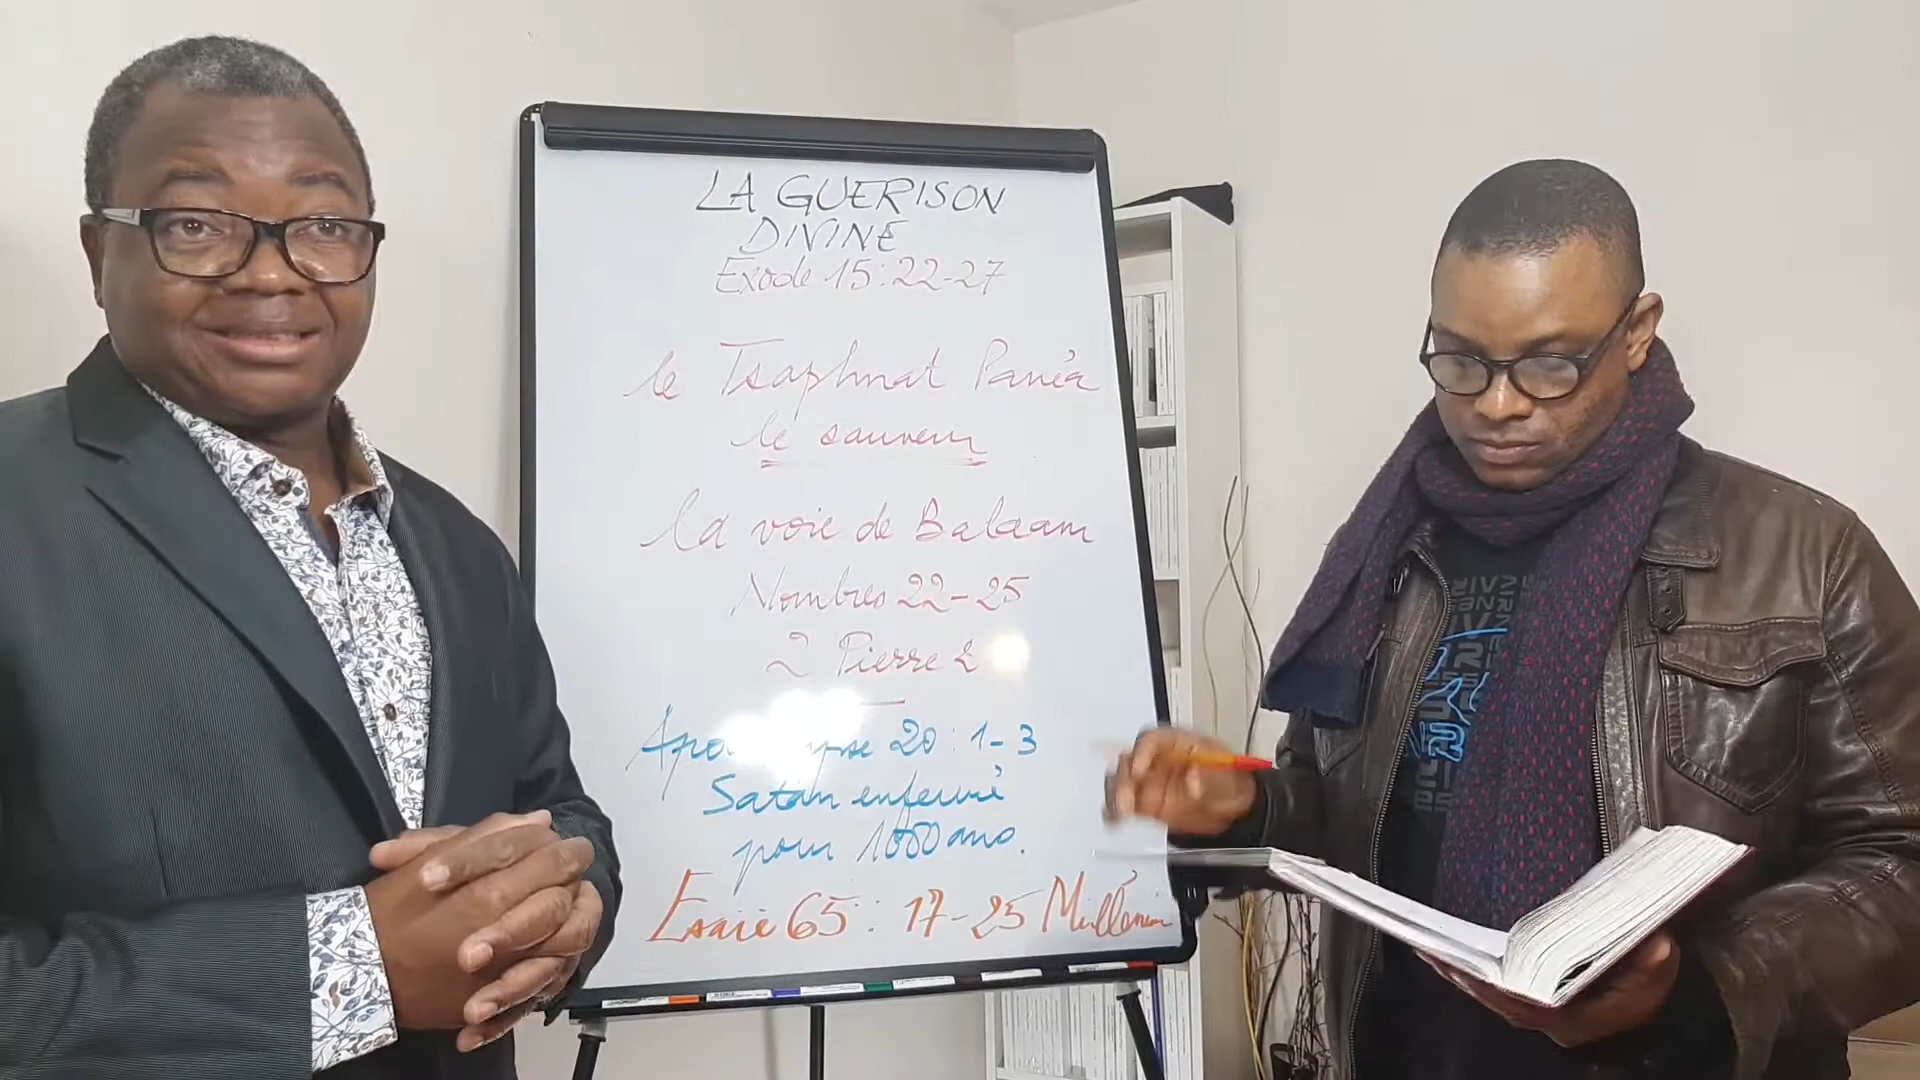 LA GUERISON
DIVINE
Exode 15:22-27
le Tsaphnat Panéa
le sauveur
la voie de Balaam
Nombres 22-25
2 Pierre 2
20:1-3
Satan enfermé
pour 1000 ans.
Esaïe 65:17-25 Millénium